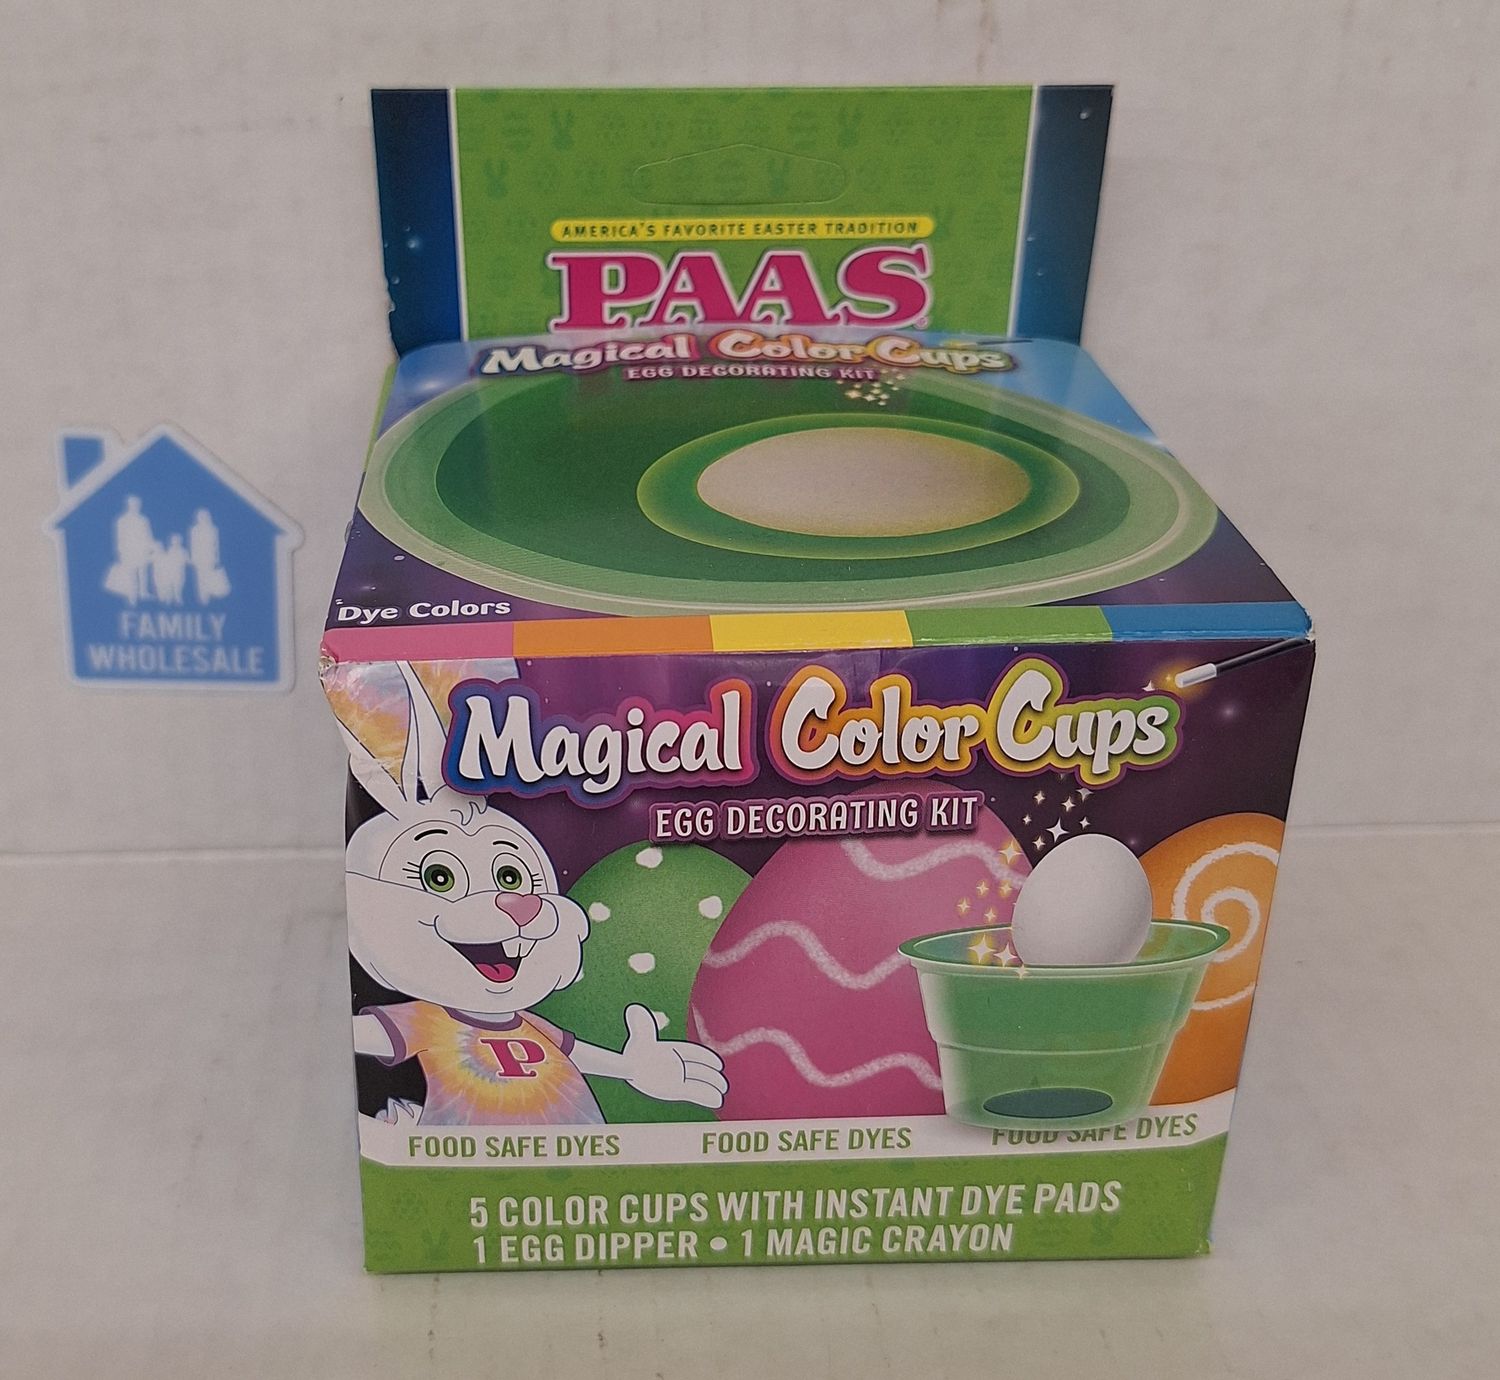 AMERICA'S FAVORITE EASTER TRADITION
PAAS
Magical Color Cups
EGG DECORATING KIT
Dye Colors
FAMILY
WHOLESALE
Magical Color Cups
EGG DECORATING KIT
P
FOOD SAFE DYES FOOD SAFE DYES FOOD SAFE DYES
5 COLOR CUPS WITH INSTANT DYE PADS
1 EGG DIPPER • 1 MAGIC CRAYON